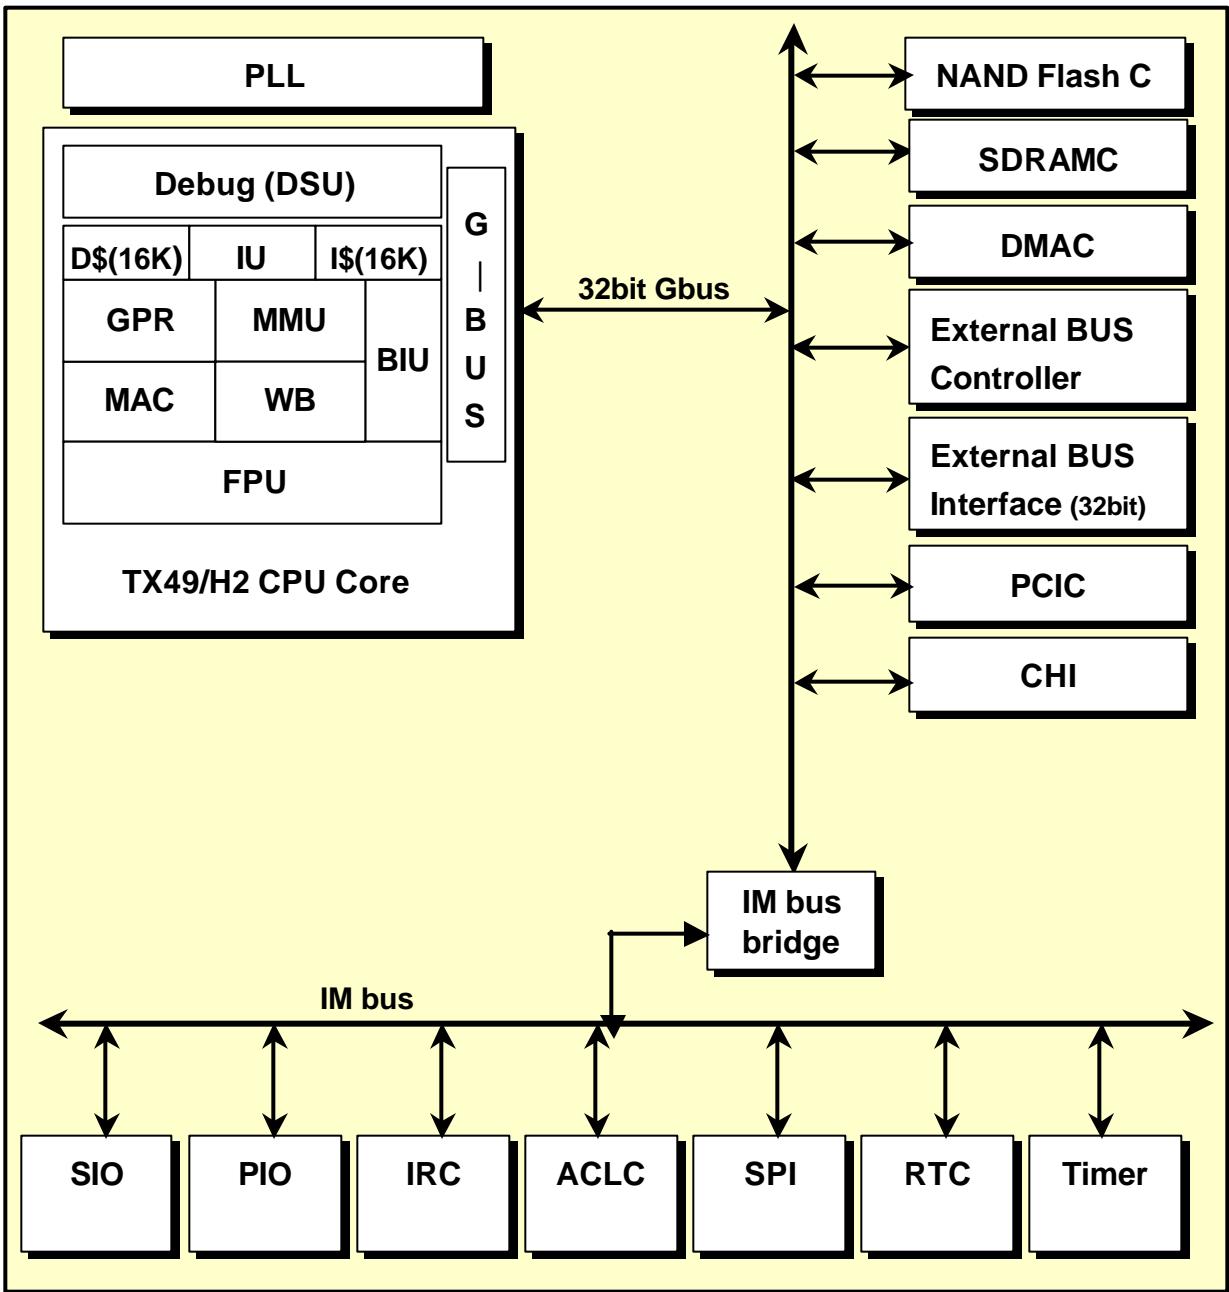 PLL
Debug (DSU)
D$(16K)
IU
I$(16K)
GPR
MMU
BIU
MAC
WB
FPU
G
|
B
U
S
TX49/H2 CPU Core
32bit Gbus
NAND Flash C
SDRAMC
DMAC
External BUS
Controller
External BUS
Interface (32bit)
PCIC
CHI
IM bus
bridge
IM bus
SIO
PIO
IRC
ACLC
SPI
RTC
Timer